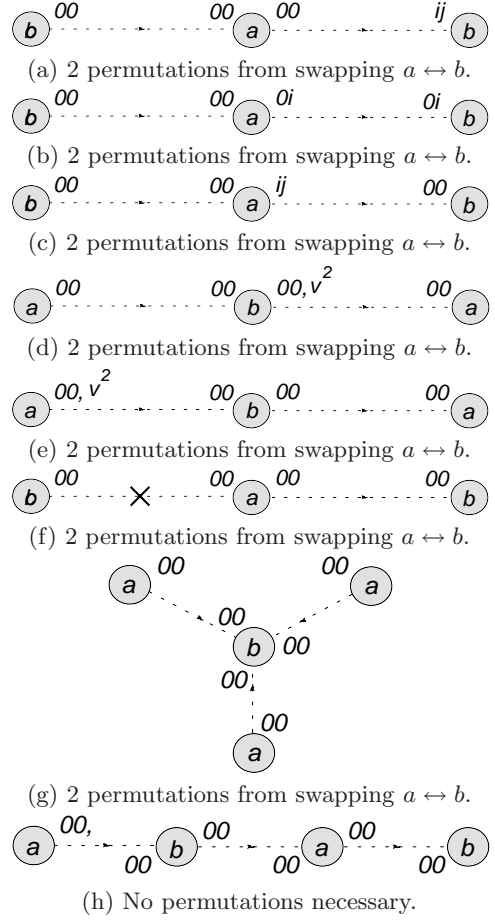 00 00 00 ij
b a b
(a) 2 permutations from swapping a ↔ b.
00 00 0i 0i
b a b
(b) 2 permutations from swapping a ↔ b.
00 00 ij 00
b a b
(c) 2 permutations from swapping a ↔ b.
00 00 00,v² 00
a b a
(d) 2 permutations from swapping a ↔ b.
00, v² 00 00 00
a b a
(e) 2 permutations from swapping a ↔ b.
00 00 00 00
b a b
(f) 2 permutations from swapping a ↔ b.
00 00
a a
00
b 00
00
00
a
(g) 2 permutations from swapping a ↔ b.
00, 00 00
a b a b
00 00 00
(h) No permutations necessary.